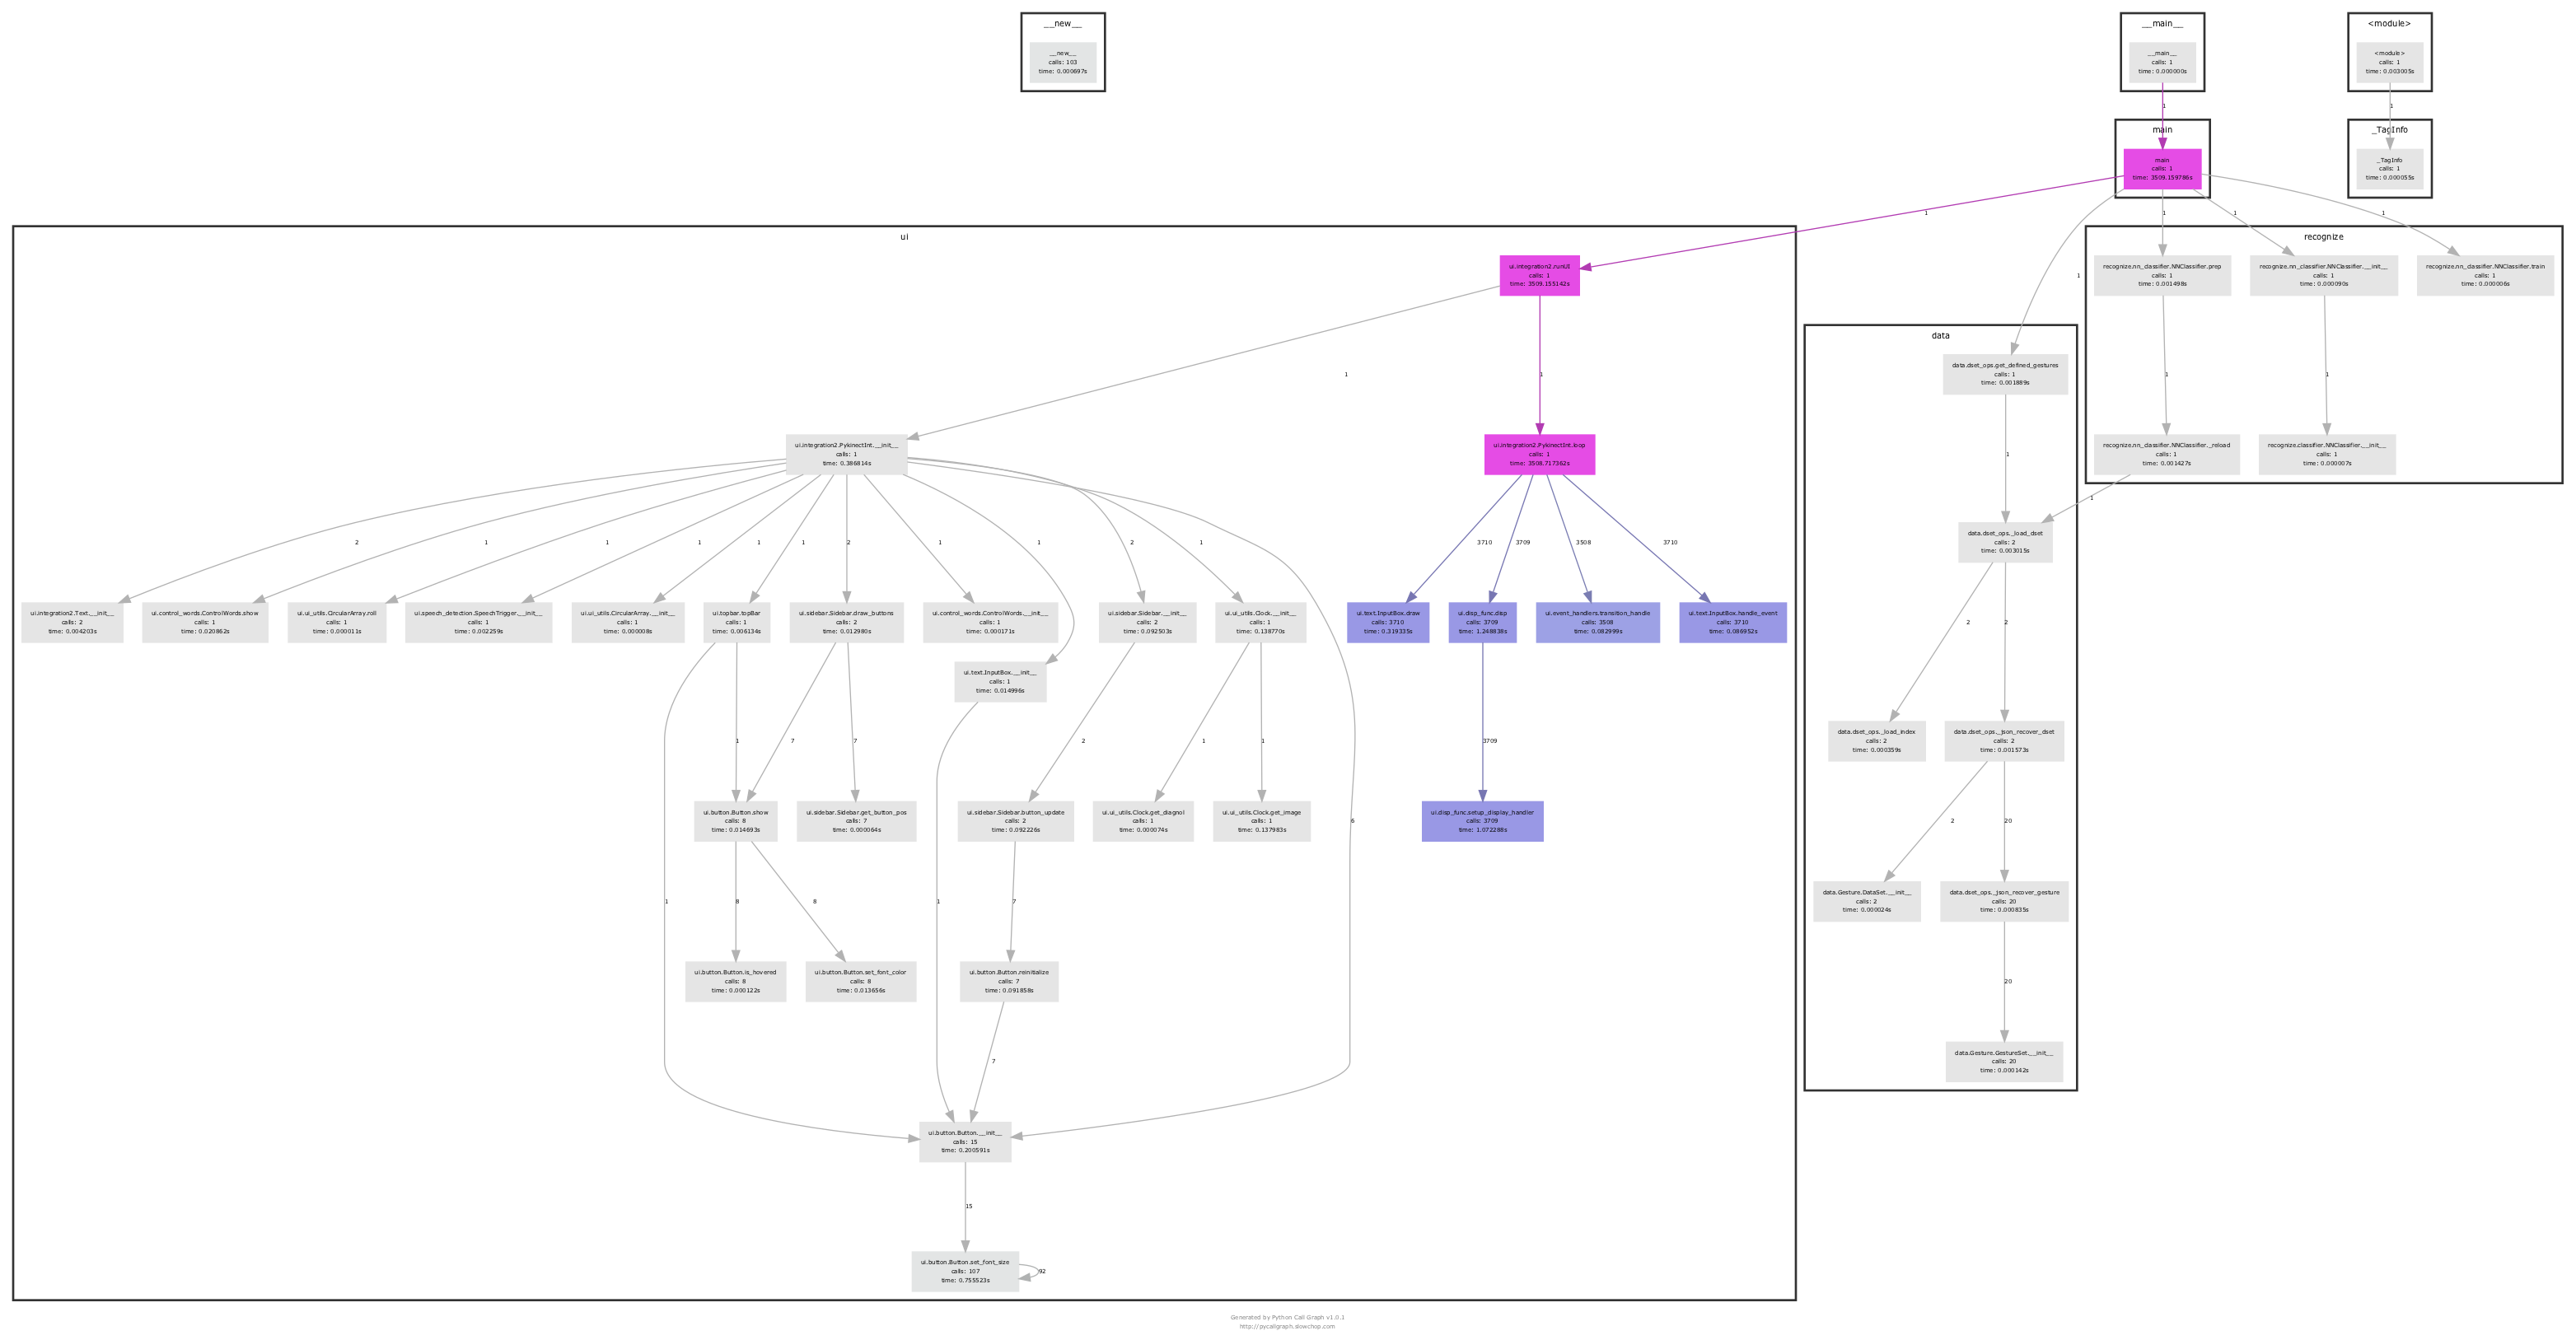 __new__
__new__
calls: 103
time: 0.000697s
__main__
__main__
calls: 1
time: 0.000000s
<module>
<module>
calls: 1
time: 0.003005s
1
1
main
main
calls: 1
time: 3509.159786s
_TagInfo
_TagInfo
calls: 1
time: 0.000055s
1
1
1
1
1
ui
ui.integration2.runUI
calls: 1
time: 3509.155142s
1
1
ui.integration2.PykinectInt.__init__
calls: 1
time: 0.386814s
ui.integration2.PykinectInt.loop
calls: 1
time: 3508.717362s
2
1
1
1
1
1
2
1
1
2
1
6
3710
3709
3508
3710
ui.integration2.Text.__init__
calls: 2
time: 0.004203s
ui.control_words.ControlWords.show
calls: 1
time: 0.020862s
ui.ui_utils.CircularArray.roll
calls: 1
time: 0.000011s
ui.speech_detection.SpeechTrigger.__init__
calls: 1
time: 0.002259s
ui.ui_utils.CircularArray.__init__
calls: 1
time: 0.000008s
ui.topbar.topBar
calls: 1
time: 0.006134s
ui.sidebar.Sidebar.draw_buttons
calls: 2
time: 0.012980s
ui.control_words.ControlWords.__init__
calls: 1
time: 0.000171s
ui.sidebar.Sidebar.__init__
calls: 2
time: 0.092503s
ui.ui_utils.Clock.__init__
calls: 1
time: 0.138770s
ui.text.InputBox.draw
calls: 3710
time: 0.319335s
ui.disp_func.disp
calls: 3709
time: 1.248838s
ui.event_handlers.transition_handle
calls: 3508
time: 0.082999s
ui.text.InputBox.handle_event
calls: 3710
time: 0.086952s
ui.text.InputBox.__init__
calls: 1
time: 0.014996s
1
7
7
2
1
1
3709
ui.button.Button.show
calls: 8
time: 0.014693s
ui.sidebar.Sidebar.get_button_pos
calls: 7
time: 0.000064s
ui.sidebar.Sidebar.button_update
calls: 2
time: 0.092226s
ui.ui_utils.Clock.get_diagnol
calls: 1
time: 0.000074s
ui.ui_utils.Clock.get_image
calls: 1
time: 0.137983s
ui.disp_func.setup_display_handler
calls: 3709
time: 1.072288s
1
8
8
1
7
ui.button.Button.is_hovered
calls: 8
time: 0.000122s
ui.button.Button.set_font_color
calls: 8
time: 0.013656s
ui.button.Button.reinitialize
calls: 7
time: 0.091858s
7
ui.button.Button.__init__
calls: 15
time: 0.200591s
15
ui.button.Button.set_font_size
calls: 107
time: 0.755523s
92
recognize
recognize.nn_classifier.NNClassifier.prep
calls: 1
time: 0.001498s
recognize.nn_classifier.NNClassifier.__init__
calls: 1
time: 0.000090s
recognize.nn_classifier.NNClassifier.train
calls: 1
time: 0.000006s
1
1
recognize.nn_classifier.NNClassifier._reload
calls: 1
time: 0.001427s
recognize.classifier.NNClassifier.__init__
calls: 1
time: 0.000007s
1
data
data.dset_ops.get_defined_gestures
calls: 1
time: 0.001889s
1
data.dset_ops._load_dset
calls: 2
time: 0.003015s
2
2
data.dset_ops._load_index
calls: 2
time: 0.000359s
data.dset_ops._json_recover_dset
calls: 2
time: 0.001573s
2
20
data.Gesture.DataSet.__init__
calls: 2
time: 0.000024s
data.dset_ops._json_recover_gesture
calls: 20
time: 0.000835s
20
data.Gesture.GestureSet.__init__
calls: 20
time: 0.000142s
Generated by Python Call Graph v1.0.1
http://pycallgraph.slowchop.com